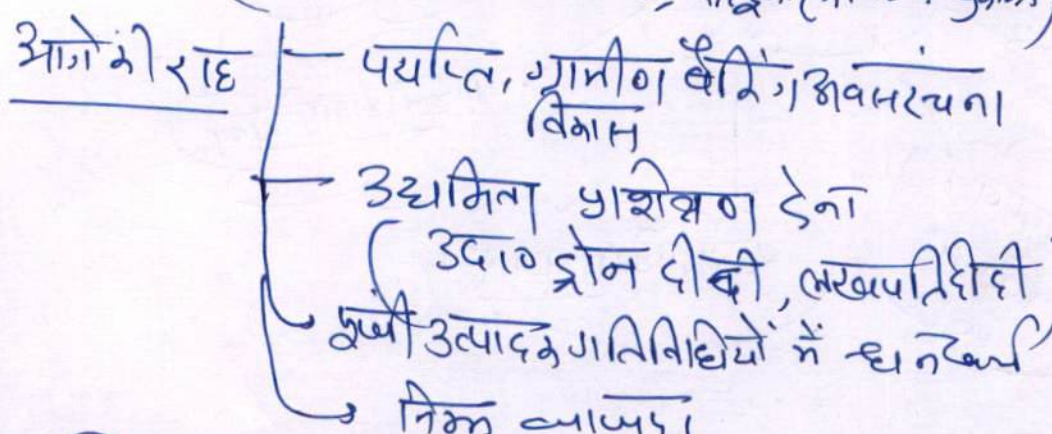 आगे की राह
पर्याप्त, ग्रामीण बैंकिंग, अवसंरचना
विकास
उद्यमिता प्रशिक्षण देना
उदा० ड्रोन दीदी, लखपति दीदी
पूंजी उत्पादक गतिविधियों में धन खर्च